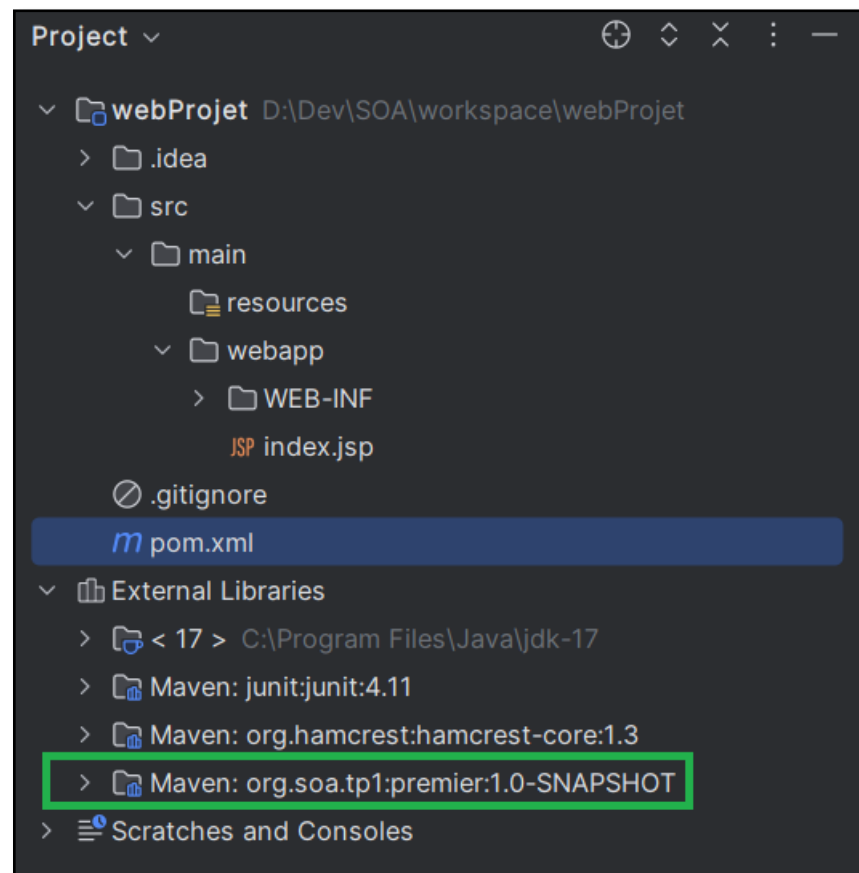 Project
webProjet D:\Dev\SOA\workspace\webProjet
.idea
src
main
resources
webapp
WEB-INF
JSP index.jsp
.gitignore
m pom.xml
External Libraries
< 17 > C:\Program Files\Java\jdk-17
Maven: junit:junit:4.11
Maven: org.hamcrest:hamcrest-core:1.3
Maven: org.soa.tp1:premier:1.0-SNAPSHOT
Scratches and Consoles